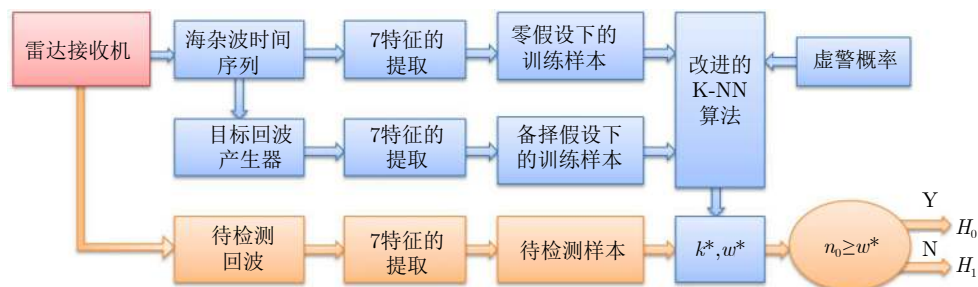 雷达接收机
海杂波时间
序列
7特征的
提取
零假设下的
训练样本
改进的
K-NN
算法
虚警概率
目标回波
产生器
7特征的
提取
备择假设下
的训练样本
待检测
回波
7特征的
提取
待检测样本
k*,w*
n₀≥w*
Y
H₀
N
H₁